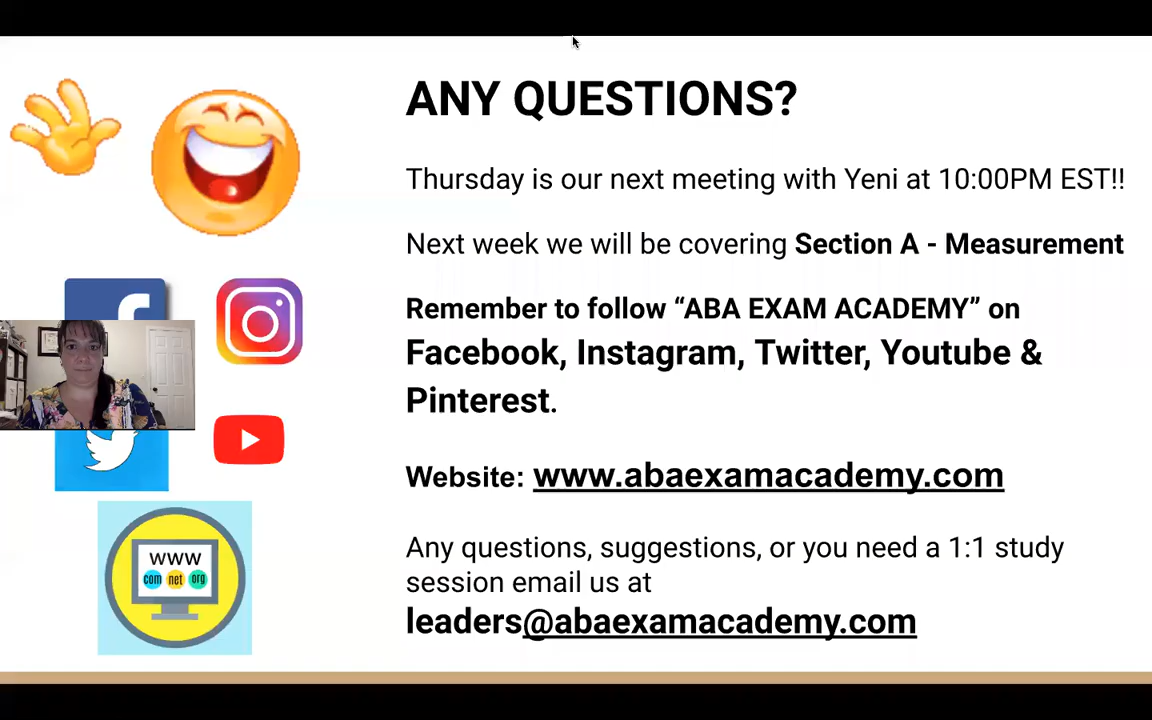 ANY QUESTIONS?
Thursday is our next meeting with Yeni at 10:00PM EST!!
Next week we will be covering Section A - Measurement
Remember to follow “ABA EXAM ACADEMY” on
Facebook, Instagram, Twitter, Youtube &
Pinterest.
Website: www.abaexamacademy.com
Any questions, suggestions, or you need a 1:1 study
session email us at
leaders@abaexamacademy.com
www
com net org